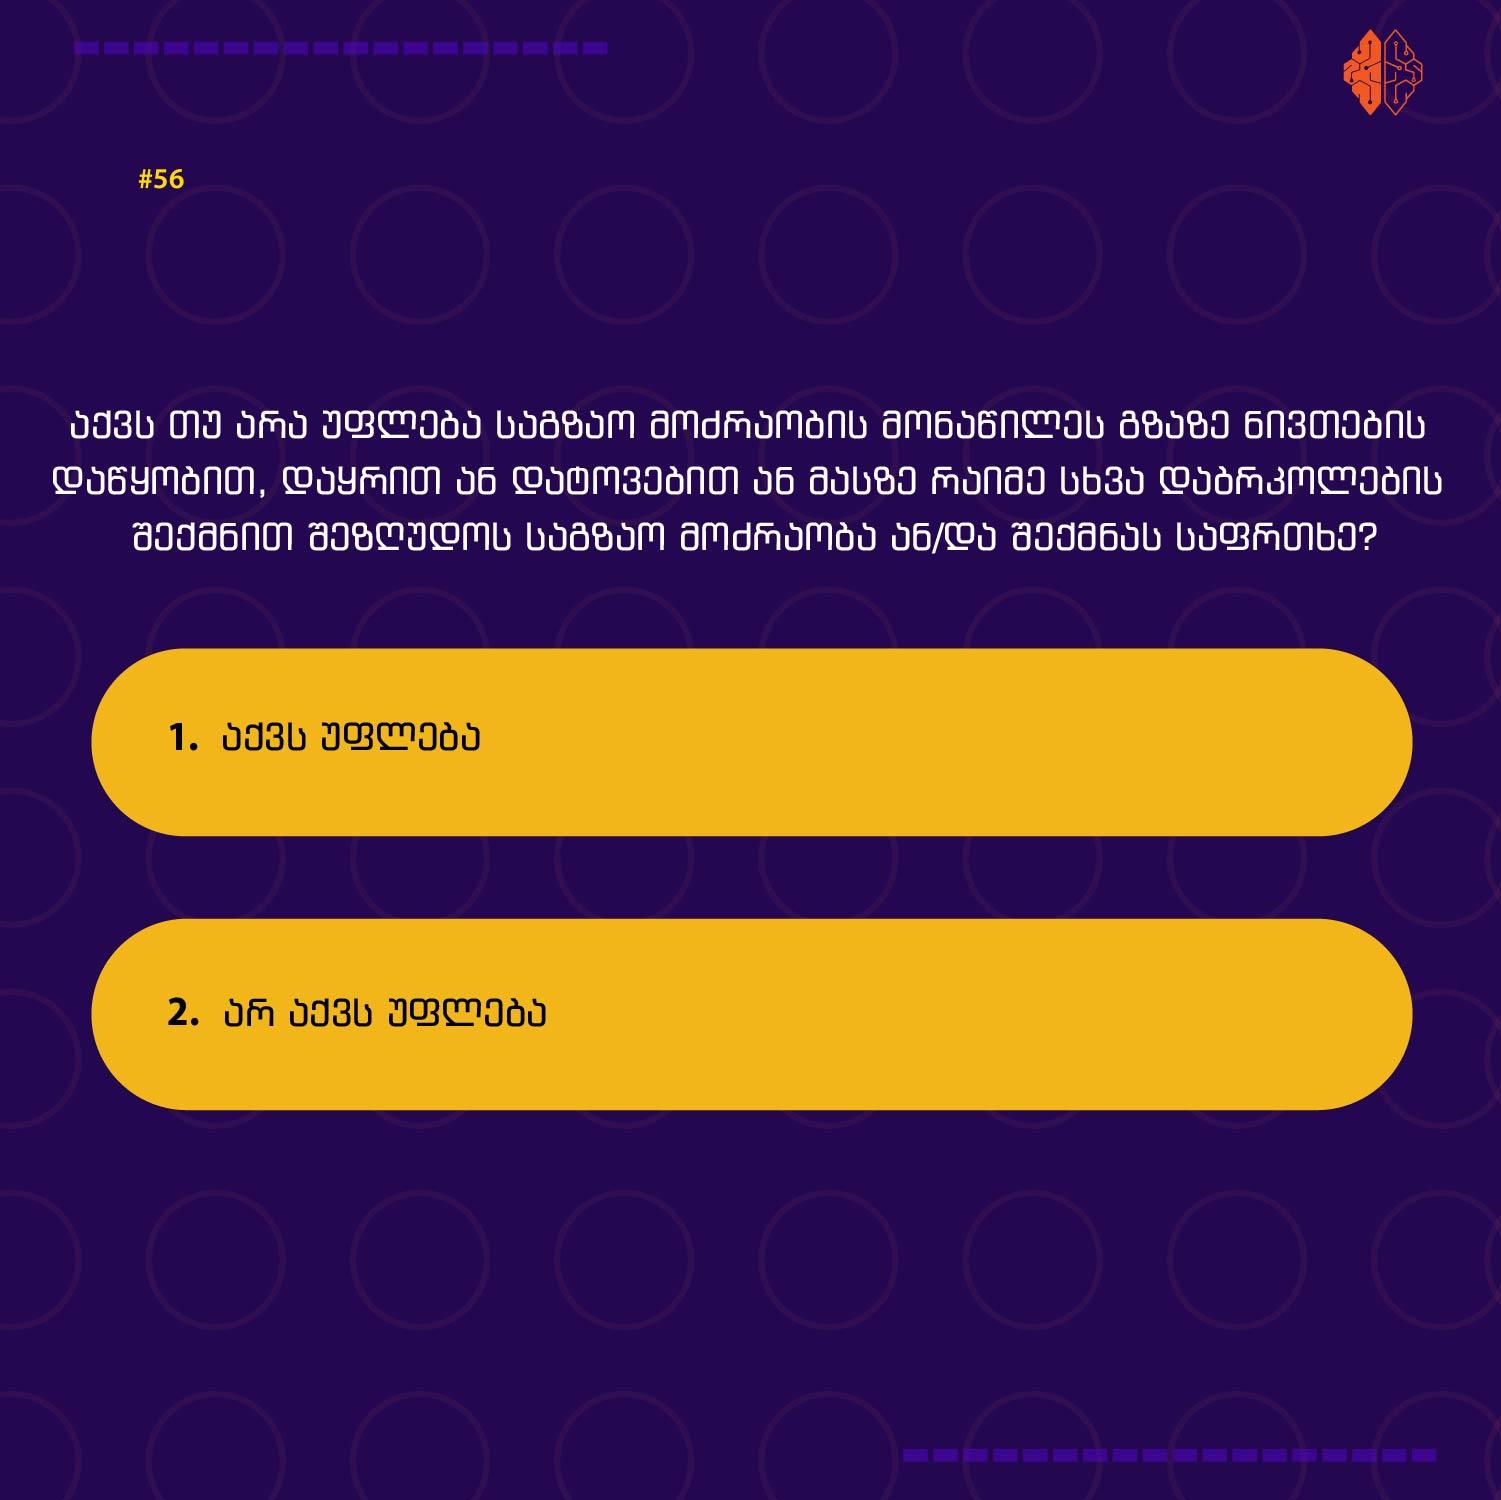 #56
აქვს თუ არა უფლება საგზაო მოძრაობის მონაწილეს გზაზე ნივთების
დაწყობით, დაყრით ან დატოვებით ან მასზე რაიმე სხვა დაბრკოლების
შექმნით შეზღუდოს საგზაო მოძრაობა ან/და შექმნას საფრთხე?
1. აქვს უფლება
2. არ აქვს უფლება